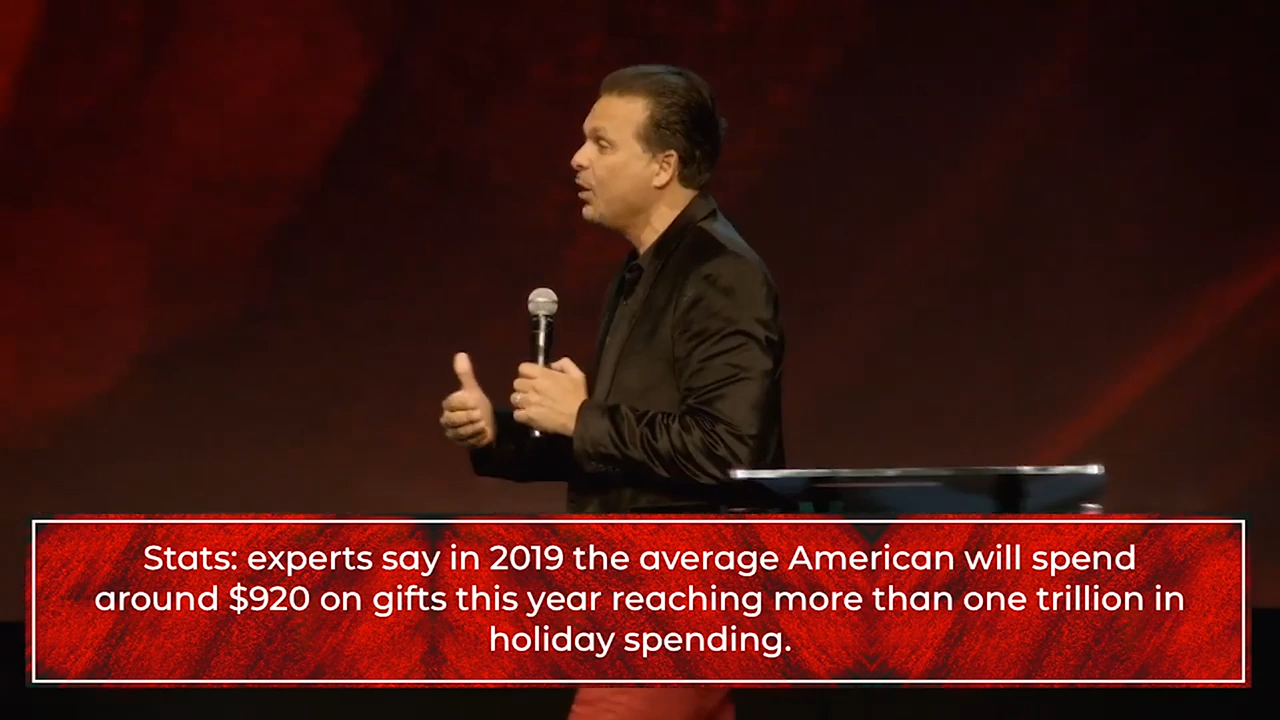 Stats: experts say in 2019 the average American will spend
around $920 on gifts this year reaching more than one trillion in
holiday spending.